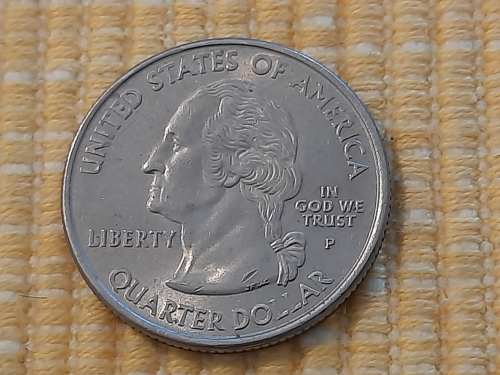 UNITED STATES OF AMERICA
LIBERTY
IN
GOD WE
TRUST
P
QUARTER DOLLAR